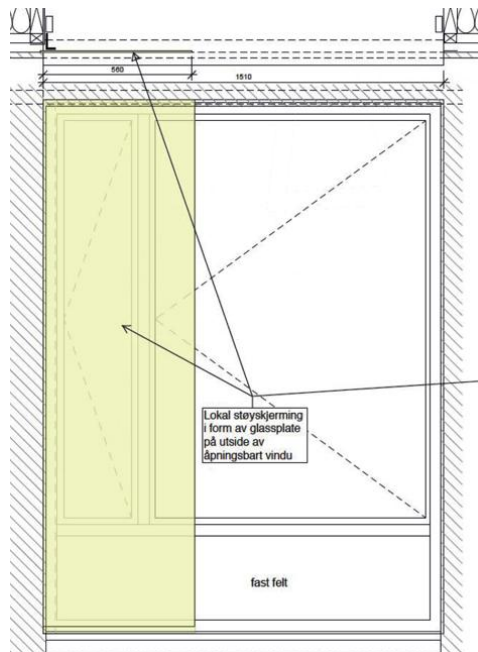 560
1510
Lokal støyskjerming
i form av glassplate
på utside av
åpningsbart vindu
fast felt